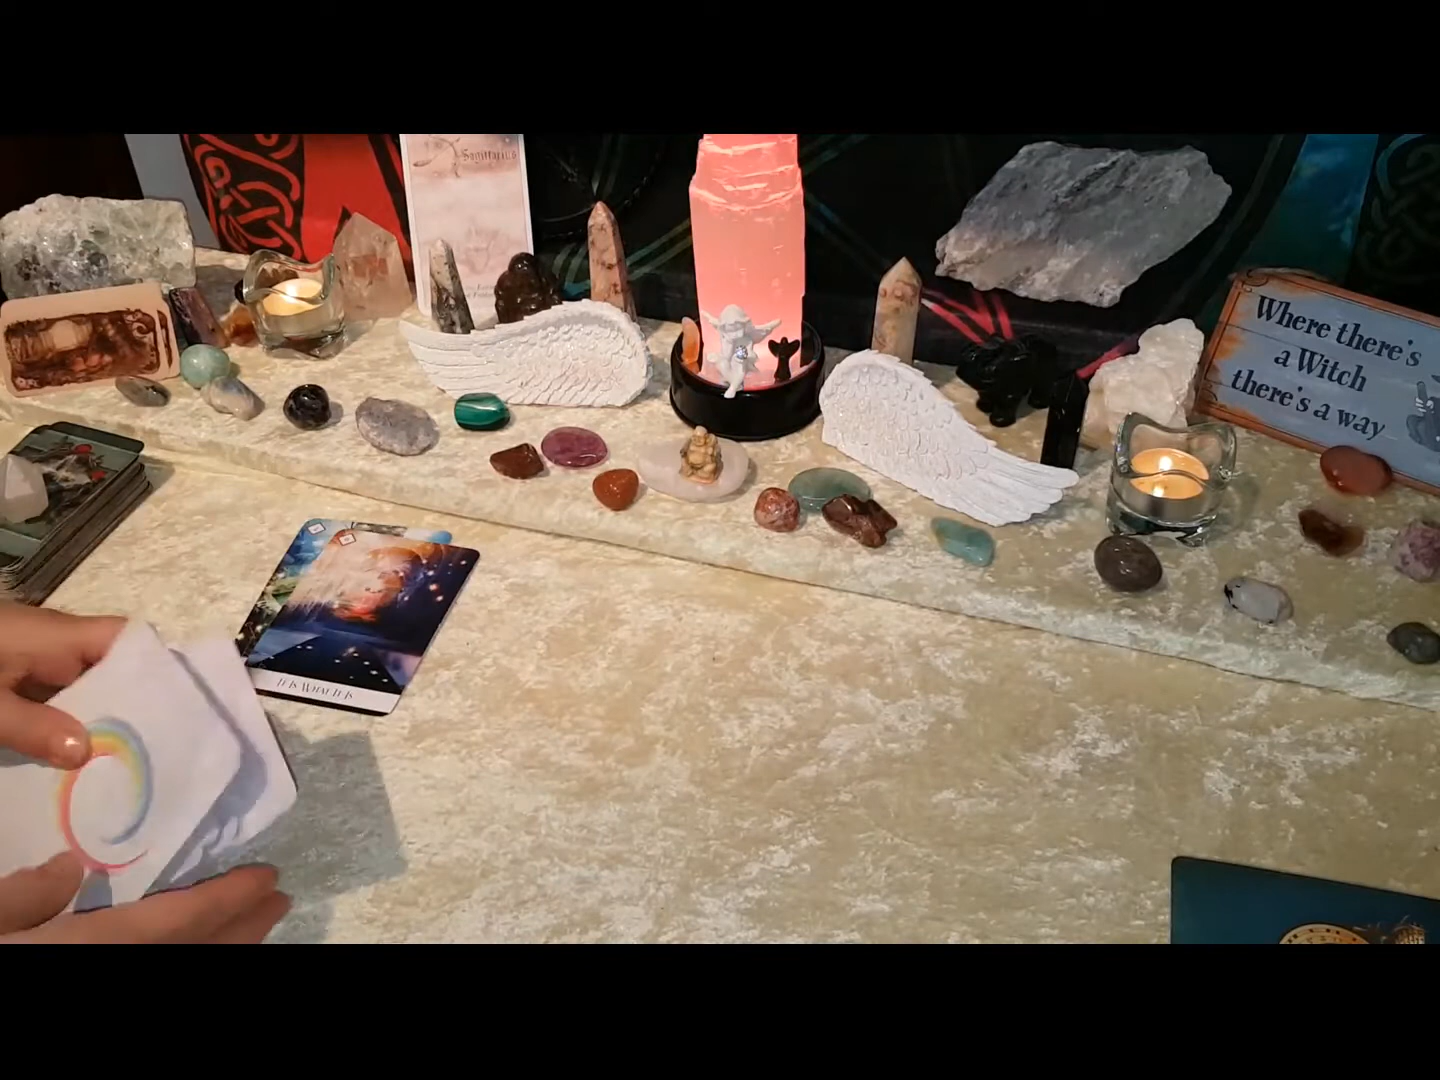 Sagittarius
Where there's
a Witch
there's a way
It Is What It Is